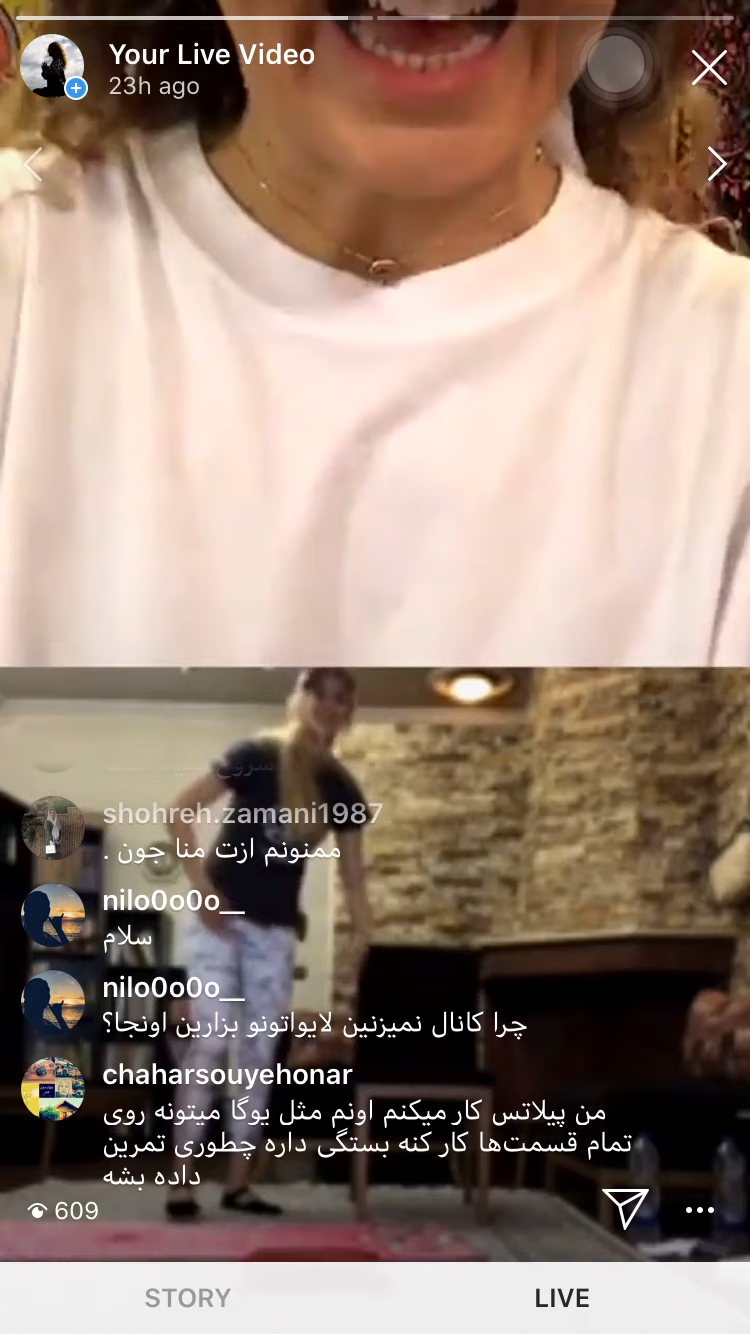 Your Live Video
23h ago
shohreh.zamani1987
ممنونم ازت منا جون .
nilo0o0o__
سلام
nilo0o0o__
چرا کانال نمیزنین لایواتونو بزارین اونجا؟
chaharsouyehonar
من پیلاتس کار میکنم اونم مثل یوگا میتونه روی
تمام قسمت‌ها کار کنه بستگی داره چطوری تمرین
داده بشه
609
STORY
LIVE